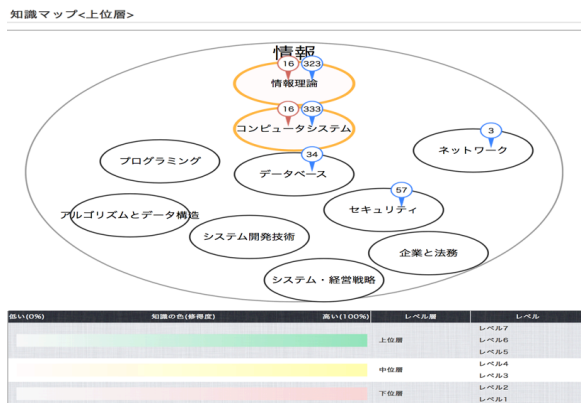 知識マップ<上位層>
情報
16 323
情報理論
16 333
コンピュータシステム
3
ネットワーク
プログラミング
34
データベース
57
セキュリティ
アルゴリズムとデータ構造
システム開発技術
企業と法務
システム・経営戦略
低い(0%) 知識の色(修得度) 高い(100%) レベル層 レベル
レベル7
上位層 レベル6
レベル5
レベル4
中位層
レベル3
レベル2
下位層
レベル1